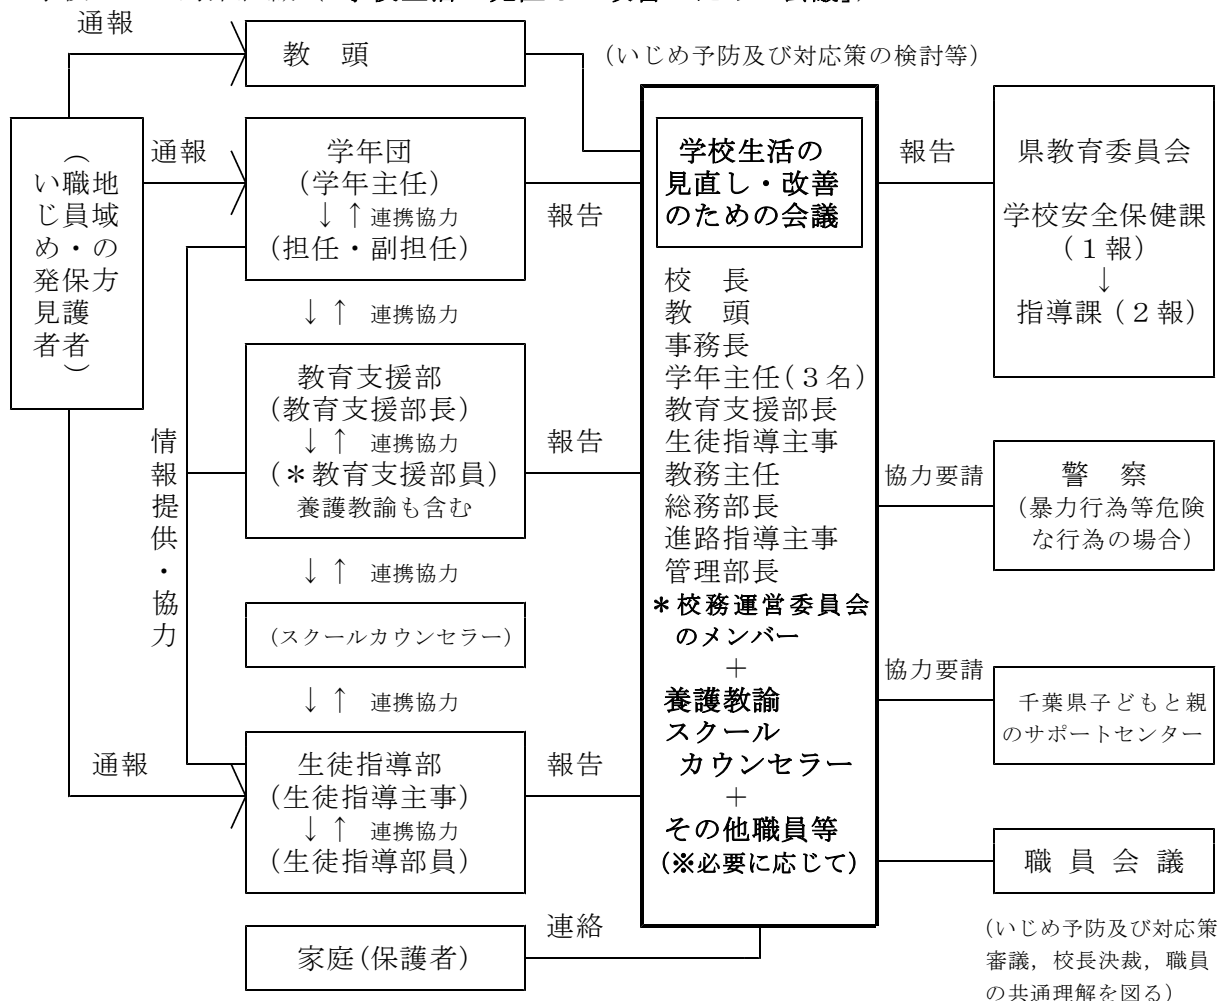 通報
教　頭
(いじめ予防及び対応策の検討等)
地域の方
(職員・保護者)
いじめ発見者
通報
学年団
(学年主任)
↓↑連携協力
(担任・副担任)
報告
↓↑ 連携協力
教育支援部
(教育支援部長)
↓↑ 連携協力
(＊教育支援部員)
養護教諭も含む
報告
情報提供・協力
↓↑ 連携協力
(スクールカウンセラー)
↓↑ 連携協力
通報
生徒指導部
(生徒指導主事)
↓↑ 連携協力
(生徒指導部員)
報告
家庭(保護者)
連絡
学校生活の
見直し・改善
のための会議
校　長
教　頭
事務長
学年主任(３名)
教育支援部長
生徒指導主事
教務主任
総務部長
進路指導主事
管理部長
＊校務運営委員会
のメンバー
＋
養護教諭
スクール
カウンセラー
＋
その他職員等
(※必要に応じて)
報告
県教育委員会
学校安全保健課
(１報)
↓
指導課(２報)
協力要請
警　察
(暴力行為等危険
な行為の場合)
協力要請
千葉県子どもと親
のサポートセンター
職 員 会 議
(いじめ予防及び対応策
審議，校長決裁，職員
の共通理解を図る)